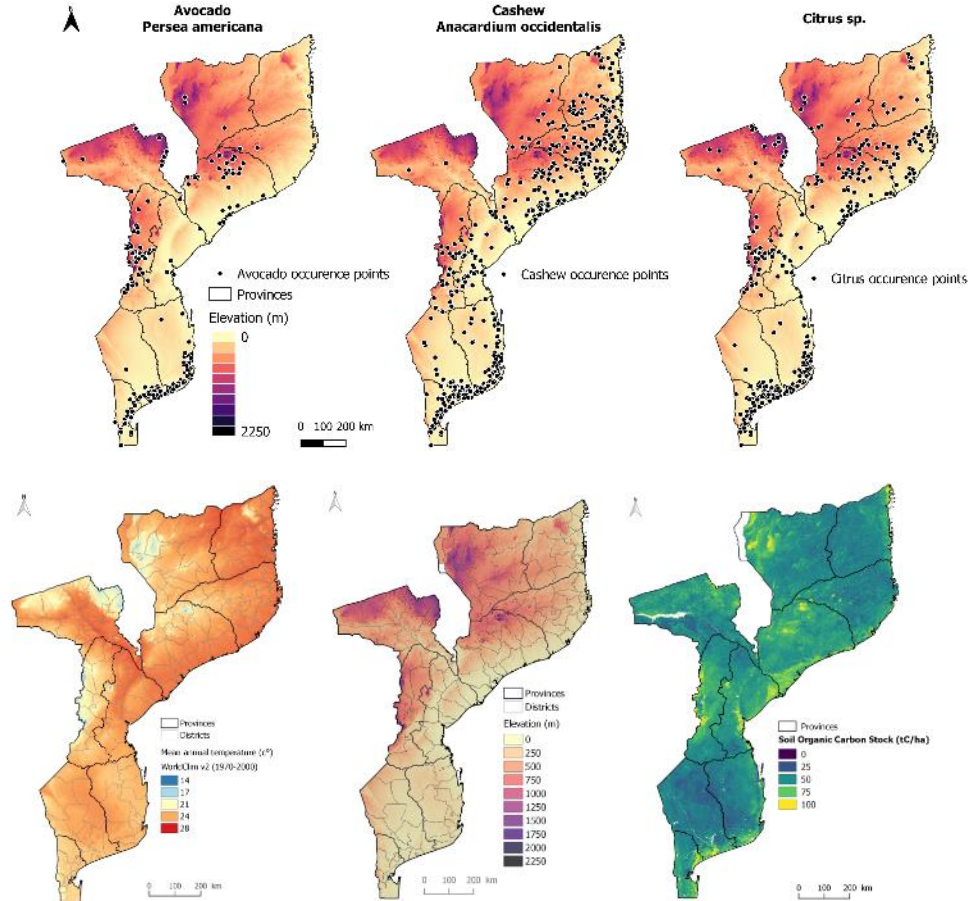 Avocado
Persea americana
Cashew
Anacardium occidentalis
Citrus sp.
Avocado occurence points
Provinces
Elevation (m)
0
2250
0 100 200 km
Cashew occurence points
Citrus occurence points
Provinces
Districts
Mean annual temperature (c°)
WorldClim v2 (1970-2000)
14
17
21
24
28
0 100 200 km
Provinces
Districts
Elevation (m)
0
250
500
750
1000
1250
1500
1750
2000
2250
0 100 200 km
Provinces
Soil Organic Carbon Stock (tC/ha)
0
25
50
75
100
0 100 200 km